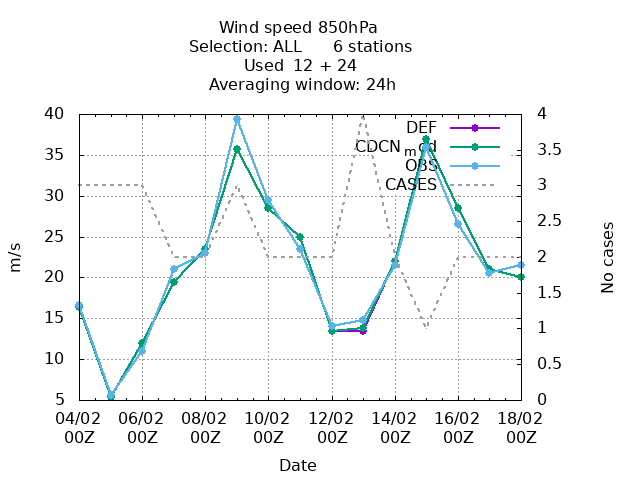 Wind speed 850hPa
Selection: ALL 6 stations
Used 12 + 24
Averaging window: 24h
40
35
30
25
20
15
10
5
m/s
4
3.5
3
2.5
2
1.5
1
0.5
0
No cases
DEF
CDCN_mod
OBS
CASES
04/02 06/02 08/02 10/02 12/02 14/02 16/02 18/02
00Z 00Z 00Z 00Z 00Z 00Z 00Z 00Z
Date